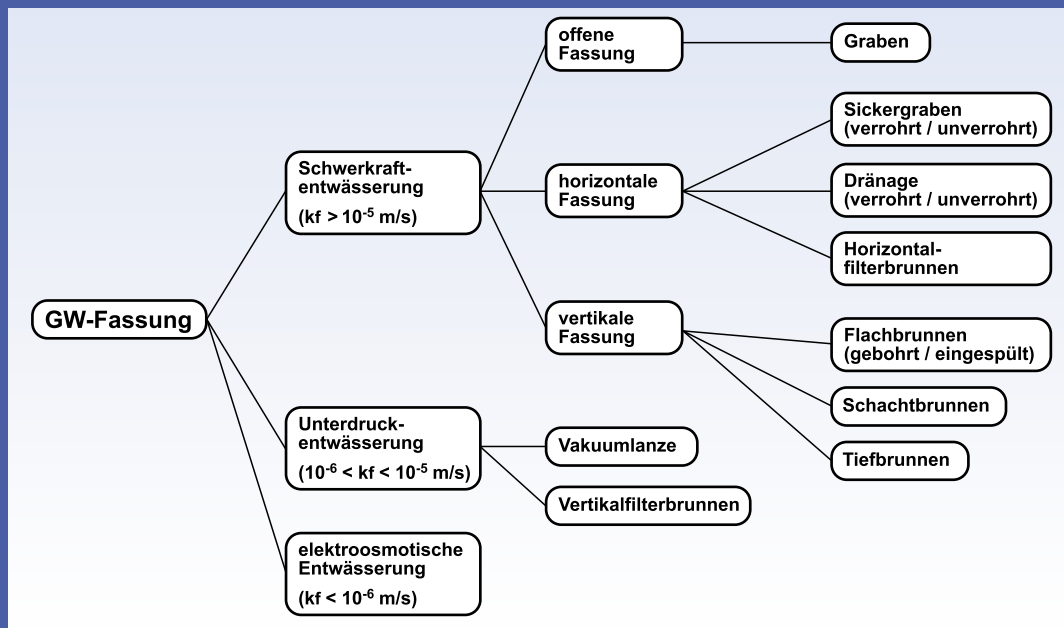 GW-Fassung
Schwerkraft-
entwässerung
(kf > 10⁻⁵ m/s)
offene
Fassung
Graben
horizontale
Fassung
Sickergraben
(verrohrt / unverrohrt)
Dränage
(verrohrt / unverrohrt)
Horizontal-
filterbrunnen
vertikale
Fassung
Flachbrunnen
(gebohrt / eingespült)
Schachtbrunnen
Tiefbrunnen
Unterdruck-
entwässerung
(10⁻⁶ < kf < 10⁻⁵ m/s)
Vakuumlanze
Vertikalfilterbrunnen
elektroosmotische
Entwässerung
(kf < 10⁻⁶ m/s)